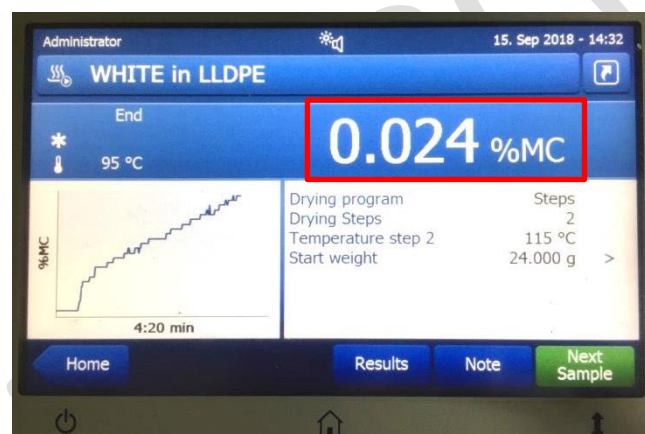 Administrator 15. Sep 2018 - 14:32
WHITE in LLDPE
End
95 °C
0.024 %MC
%MC
4:20 min
Drying program Steps
Drying Steps 2
Temperature step 2 115 °C
Start weight 24.000 g >
Home Results Note Next Sample